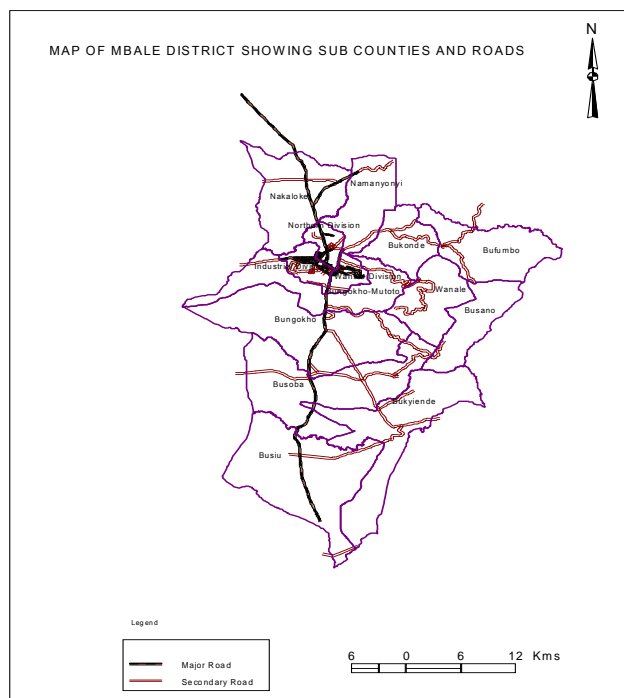 N
MAP OF MBALE DISTRICT SHOWING SUB COUNTIES AND ROADS
Namanyonyi
Nakaloke
Northern Division
Bukonde
Bufumbo
Industrial Division
Wanale Division
Bungokho-Mutoto
Wanale
Busano
Bungokho
Busoba
Bukyiende
Busiu
Legend
Major Road
Secondary Road
6 0 6 12 Kms